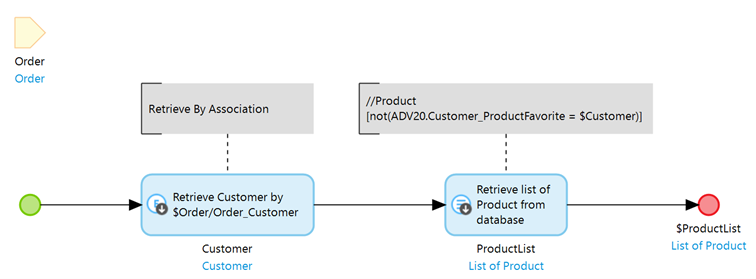 Order
Order
Retrieve By Association
//Product
[not(ADV20.Customer_ProductFavorite = $Customer)]
Retrieve Customer by
$Order/Order_Customer
Customer
Customer
Retrieve list of
Product from
database
ProductList
List of Product
$ProductList
List of Product